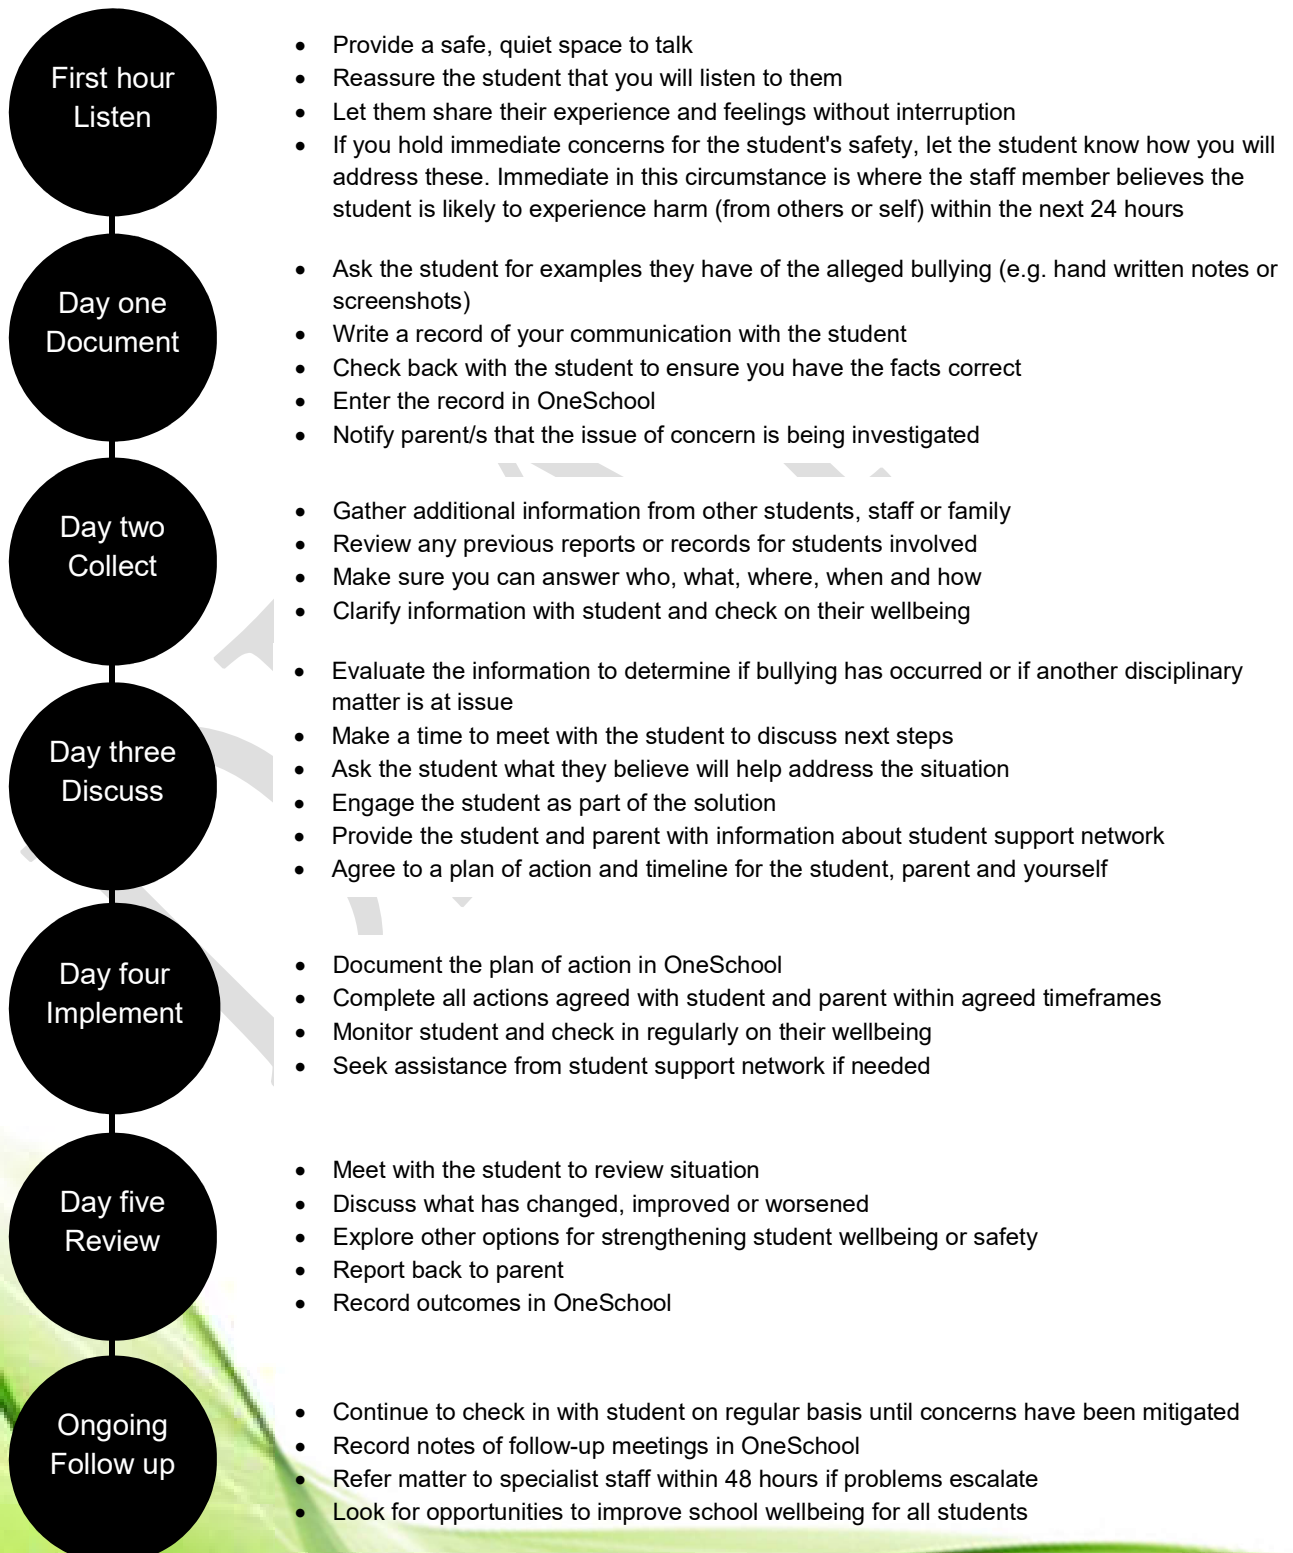 First hour
Listen
• Provide a safe, quiet space to talk
• Reassure the student that you will listen to them
• Let them share their experience and feelings without interruption
• If you hold immediate concerns for the student's safety, let the student know how you will
address these. Immediate in this circumstance is where the staff member believes the
student is likely to experience harm (from others or self) within the next 24 hours
Day one
Document
• Ask the student for examples they have of the alleged bullying (e.g. hand written notes or
screenshots)
• Write a record of your communication with the student
• Check back with the student to ensure you have the facts correct
• Enter the record in OneSchool
• Notify parent/s that the issue of concern is being investigated
Day two
Collect
• Gather additional information from other students, staff or family
• Review any previous reports or records for students involved
• Make sure you can answer who, what, where, when and how
• Clarify information with student and check on their wellbeing
Day three
Discuss
• Evaluate the information to determine if bullying has occurred or if another disciplinary
matter is at issue
• Make a time to meet with the student to discuss next steps
• Ask the student what they believe will help address the situation
• Engage the student as part of the solution
• Provide the student and parent with information about student support network
• Agree to a plan of action and timeline for the student, parent and yourself
Day four
Implement
• Document the plan of action in OneSchool
• Complete all actions agreed with student and parent within agreed timeframes
• Monitor student and check in regularly on their wellbeing
• Seek assistance from student support network if needed
Day five
Review
• Meet with the student to review situation
• Discuss what has changed, improved or worsened
• Explore other options for strengthening student wellbeing or safety
• Report back to parent
• Record outcomes in OneSchool
Ongoing
Follow up
• Continue to check in with student on regular basis until concerns have been mitigated
• Record notes of follow-up meetings in OneSchool
• Refer matter to specialist staff within 48 hours if problems escalate
• Look for opportunities to improve school wellbeing for all students